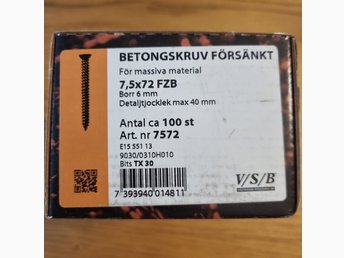 BETONGSKRUV FÖRSÄNKT
För massiva material
7,5x72 FZB
Borr 6 mm
Detaljtjocklek max 40 mm
Antal ca 100 st
Art. nr 7572
E15 551 13
9030/0310H010
Bits TX 30
7 393940 014811
V/S/B